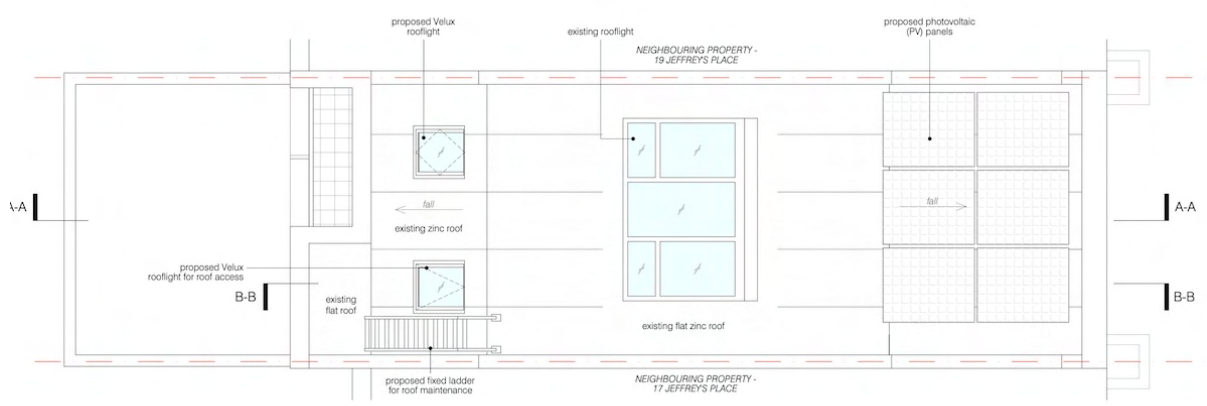 proposed Velux
rooflight
existing rooflight
proposed photovoltaic
(PV) panels
NEIGHBOURING PROPERTY -
19 JEFFREY'S PLACE
A-A
A-A
fall
fall
existing zinc roof
proposed Velux
rooflight for roof access
B-B
B-B
existing
flat roof
existing flat zinc roof
proposed fixed ladder
for roof maintenance
NEIGHBOURING PROPERTY -
17 JEFFREY'S PLACE